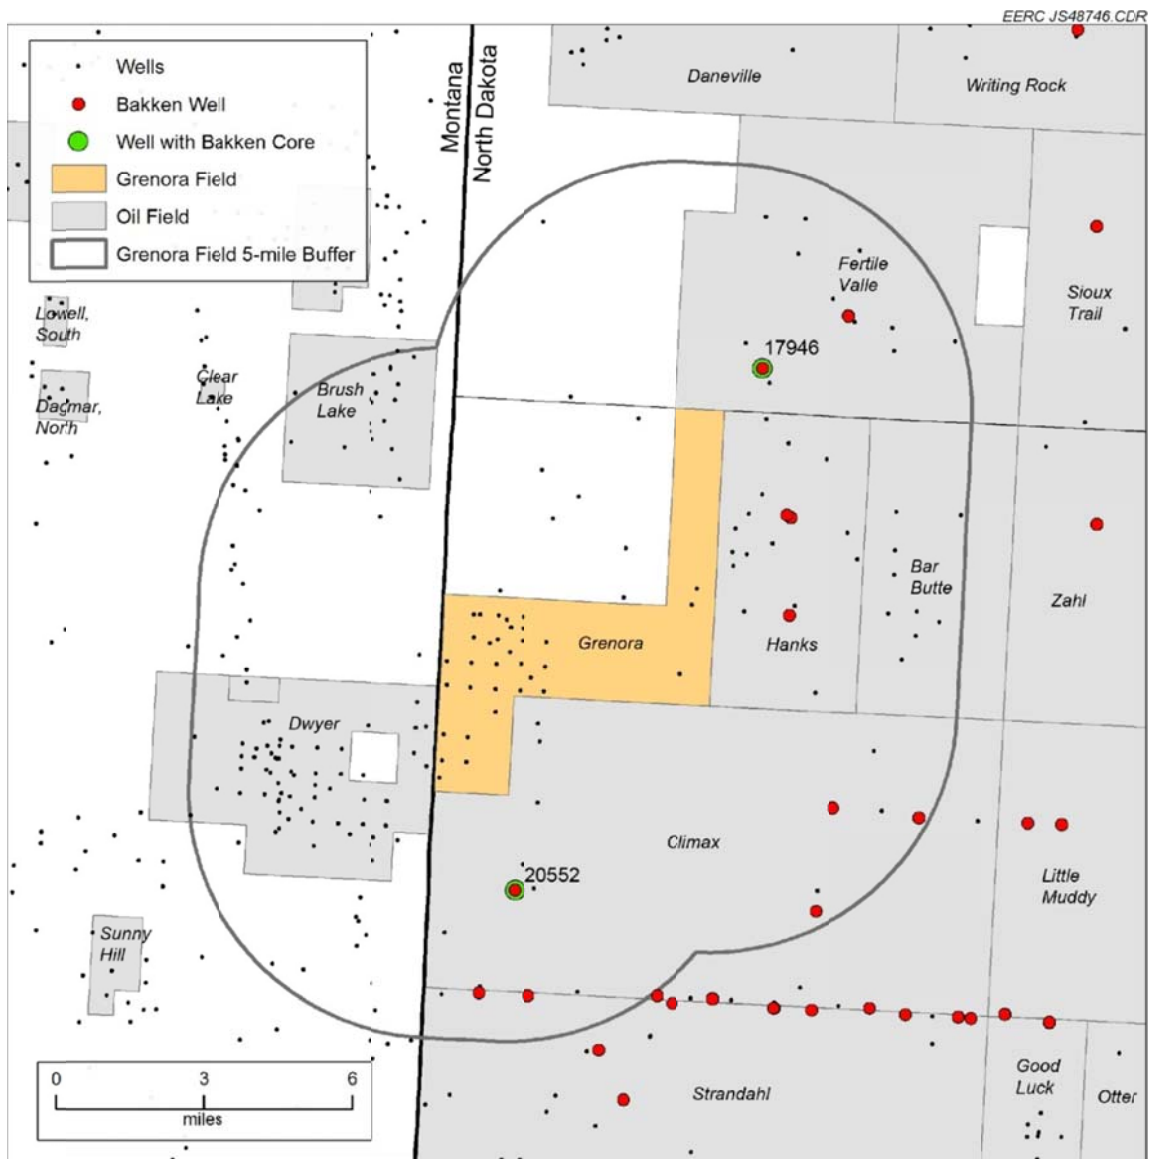 EERC JS48746.CDR
Wells
Bakken Well
Well with Bakken Core
Grenora Field
Oil Field
Grenora Field 5-mile Buffer
Montana
North Dakota
Daneville
Writing Rock
Fertile
Valle
Sioux
Trail
Lowell,
South
17946
Clear
Lake
Brush
Lake
Dagmar,
North
Bar
Butte
Zahl
Grenora
Hanks
Dwyer
Climax
20552
Little
Muddy
Sunny
Hill
0 3 6
miles
Strandahl
Good
Luck
Otter